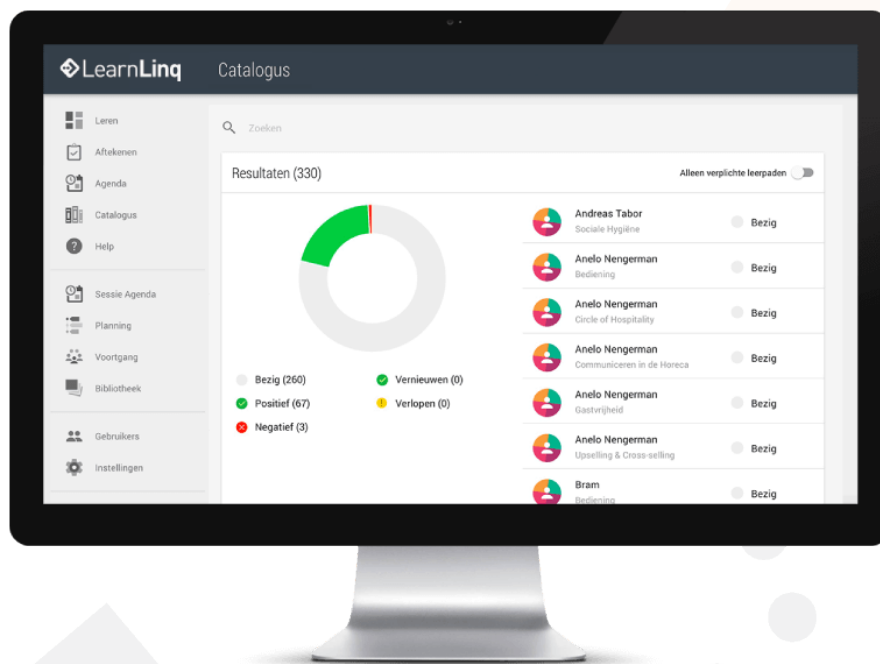 LearnLinq
Catalogus
Leren
Aftekenen
Agenda
Catalogus
Help
Sessie Agenda
Planning
Voortgang
Bibliotheek
Gebruikers
Instellingen
Zoeken
Resultaten (330)
Alleen verplichte leerpaden
Bezig (260)
Vernieuwen (0)
Positief (67)
Verlopen (0)
Negatief (3)
Andreas Tabor
Sociale Hygiëne
Bezig
Anelo Nengerman
Bediening
Bezig
Anelo Nengerman
Circle of Hospitality
Bezig
Anelo Nengerman
Communiceren in de Horeca
Bezig
Anelo Nengerman
Gastvrijheid
Bezig
Anelo Nengerman
Upselling & Cross-selling
Bezig
Bram
Bediening
Bezig